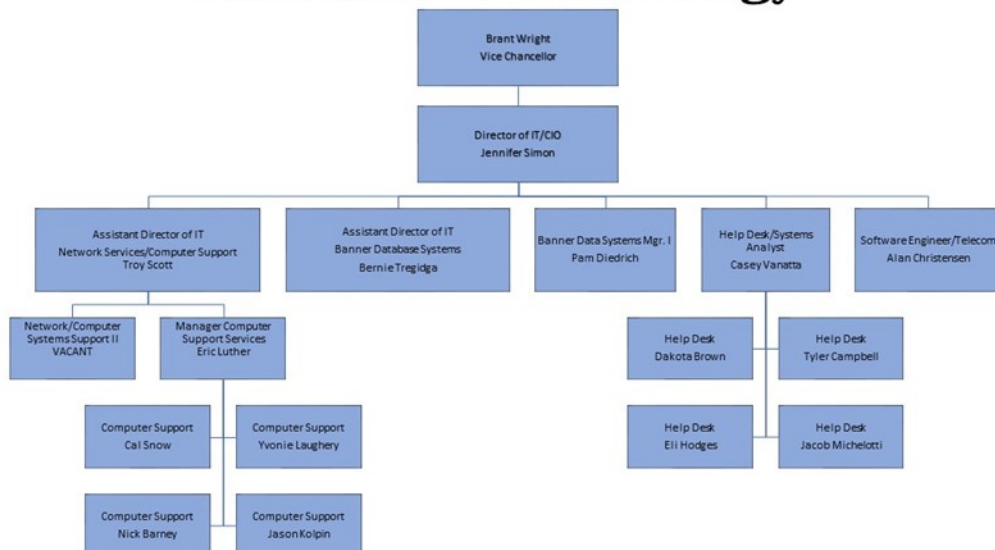 Brant Wright
Vice Chancellor
Director of IT/CIO
Jennifer Simon
Assistant Director of IT
Network Services/Computer Support
Troy Scott
Assistant Director of IT
Banner Database Systems
Bernie Tregidga
Banner Data Systems Mgr. I
Pam Diedrich
Help Desk/Systems
Analyst
Casey Vanatta
Software Engineer/Telecom
Alan Christensen
Network/Computer
Systems Support II
VACANT
Manager Computer
Support Services
Eric Luther
Help Desk
Dakota Brown
Help Desk
Tyler Campbell
Computer Support
Cal Snow
Computer Support
Yvonie Laughery
Help Desk
Eli Hodges
Help Desk
Jacob Michelotti
Computer Support
Nick Barney
Computer Support
Jason Kolpin